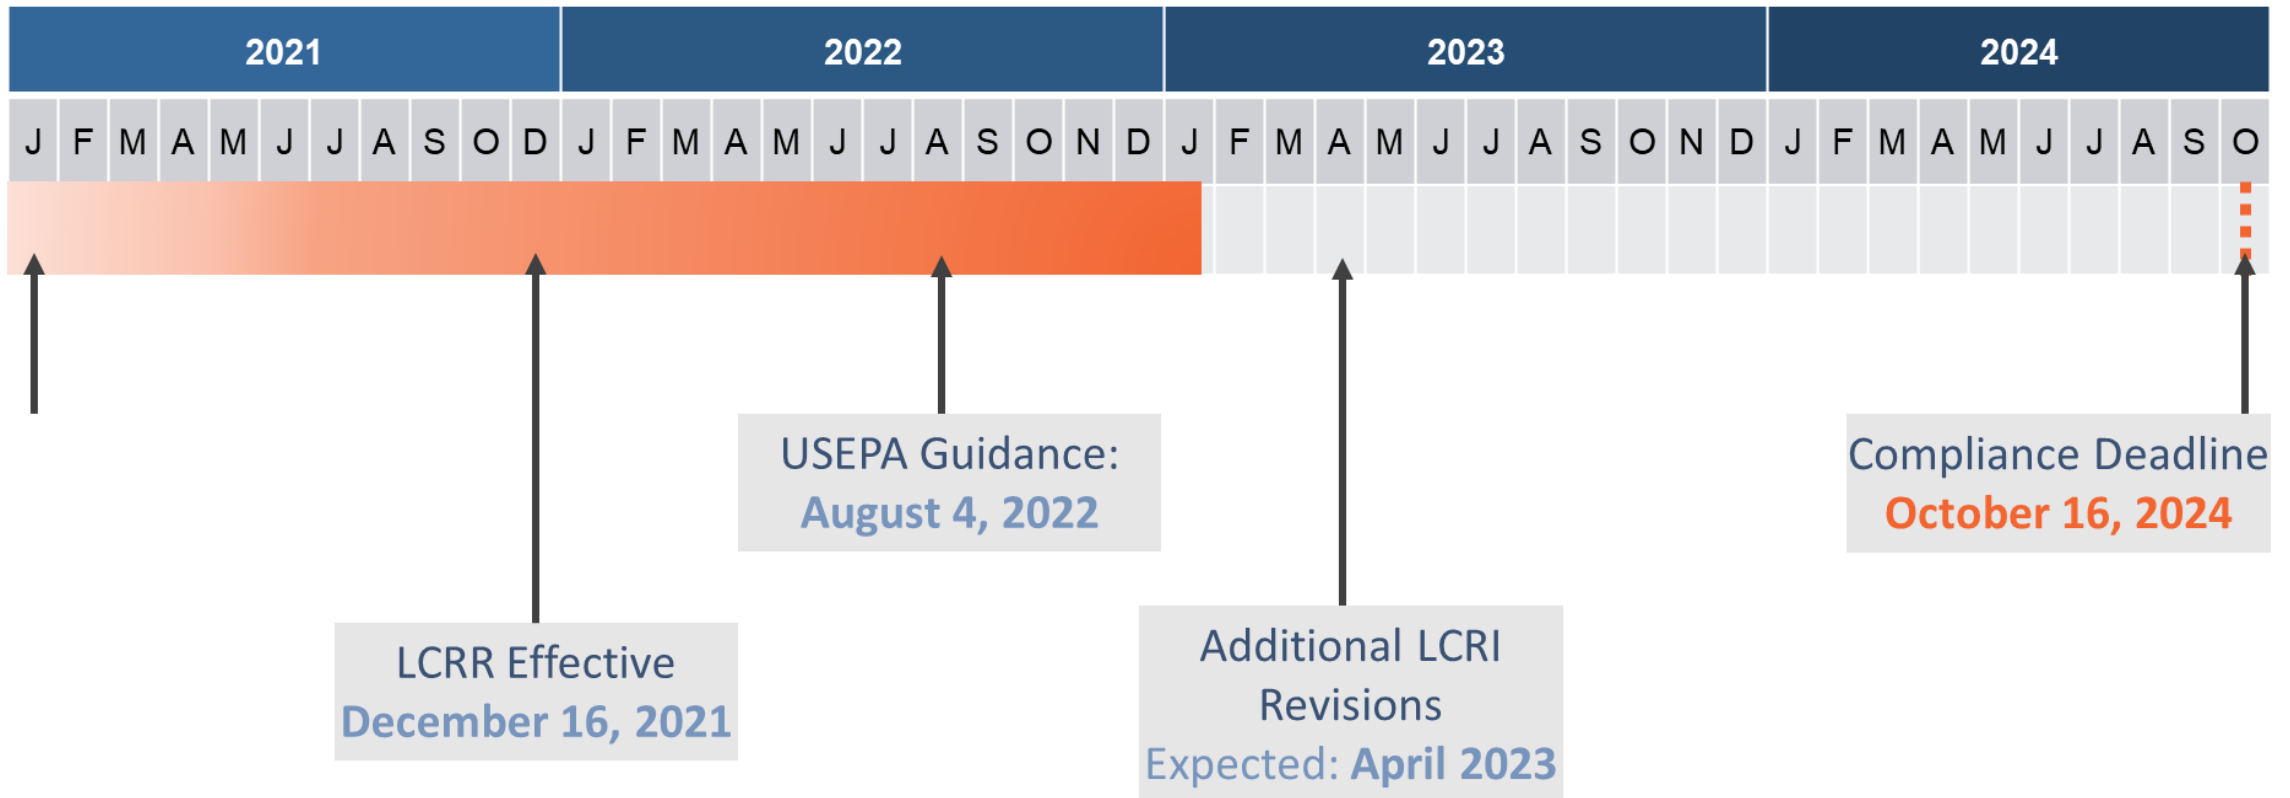 2021 2022 2023 2024
J F M A M J J A S O D J F M A M J J A S O N D J F M A M J J A S O N D J F M A M J J A S O
USEPA Guidance:
August 4, 2022
Compliance Deadline
October 16, 2024
LCRR Effective
December 16, 2021
Additional LCRI
Revisions
Expected: April 2023